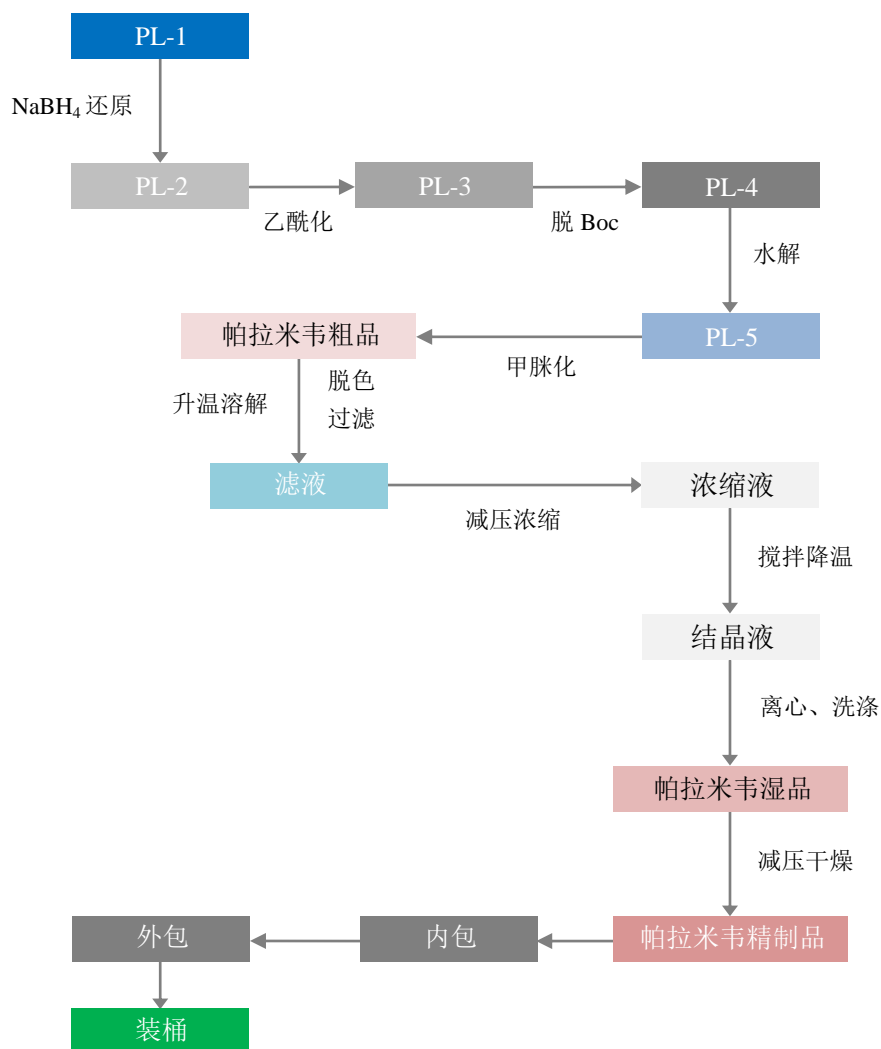 PL-1
NaBH₄ 还原
PL-2
PL-3
PL-4
乙酰化
脱 Boc
水解
帕拉米韦粗品
PL-5
甲脒化
升温溶解
脱色
过滤
滤液
浓缩液
减压浓缩
搅拌降温
结晶液
离心、洗涤
帕拉米韦湿品
减压干燥
外包
内包
帕拉米韦精制品
装桶